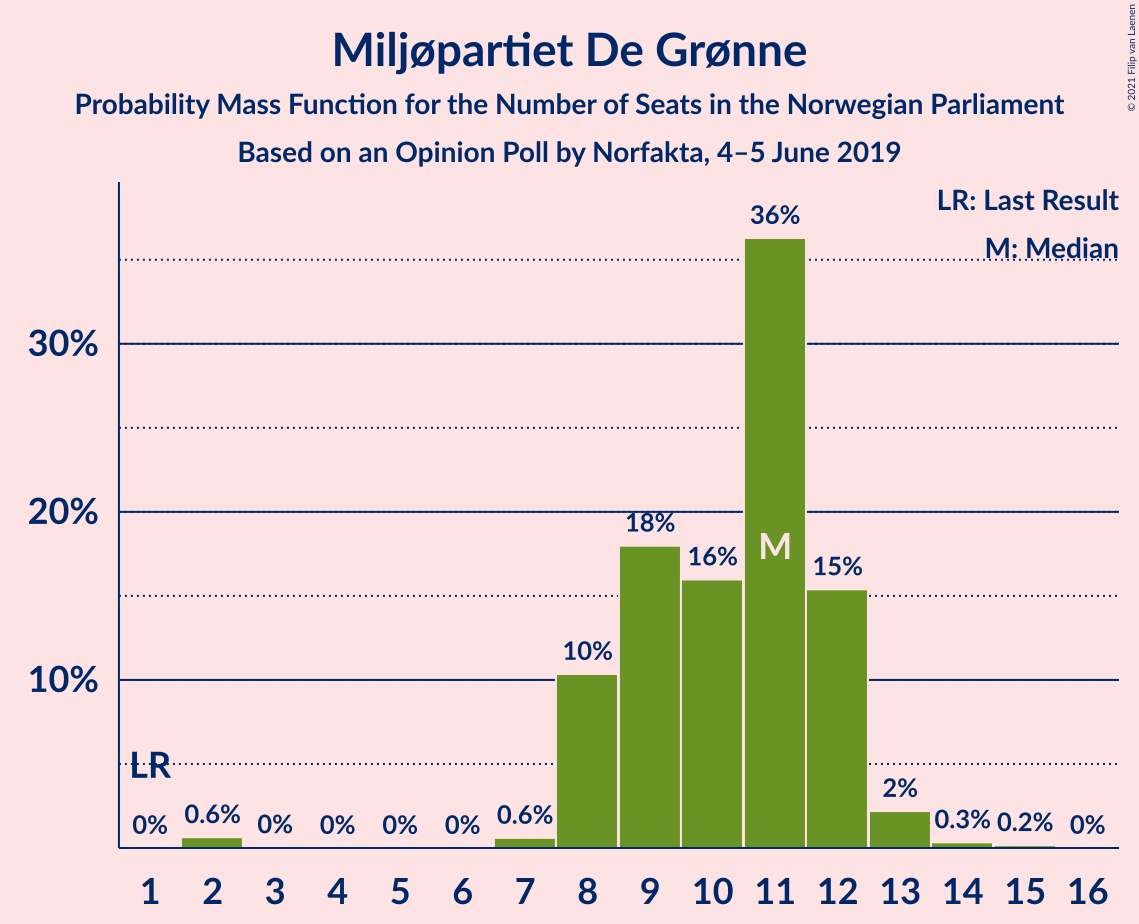 Miljøpartiet De Grønne
Probability Mass Function for the Number of Seats in the Norwegian Parliament
Based on an Opinion Poll by Norfakta, 4–5 June 2019
© 2021 Filip van Laenen
LR: Last Result
M: Median
36%
30%
20%
18%
16%
M
15%
10%
10%
LR
0%
0.6%
0%
0%
0%
0%
0.6%
2%
0.3%
0.2%
0%
1 2 3 4 5 6 7 8 9 10 11 12 13 14 15 16